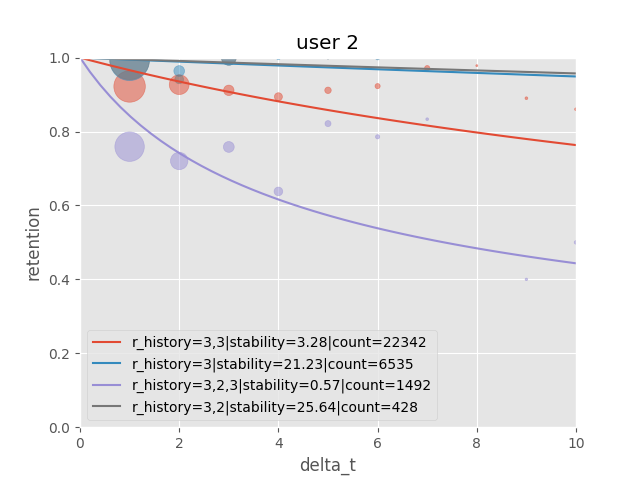 user 2
retention
1.0
0.8
0.6
0.4
0.2
0.0
r_history=3,3|stability=3.28|count=22342
r_history=3|stability=21.23|count=6535
r_history=3,2,3|stability=0.57|count=1492
r_history=3,2|stability=25.64|count=428
0 2 4 6 8 10
delta_t